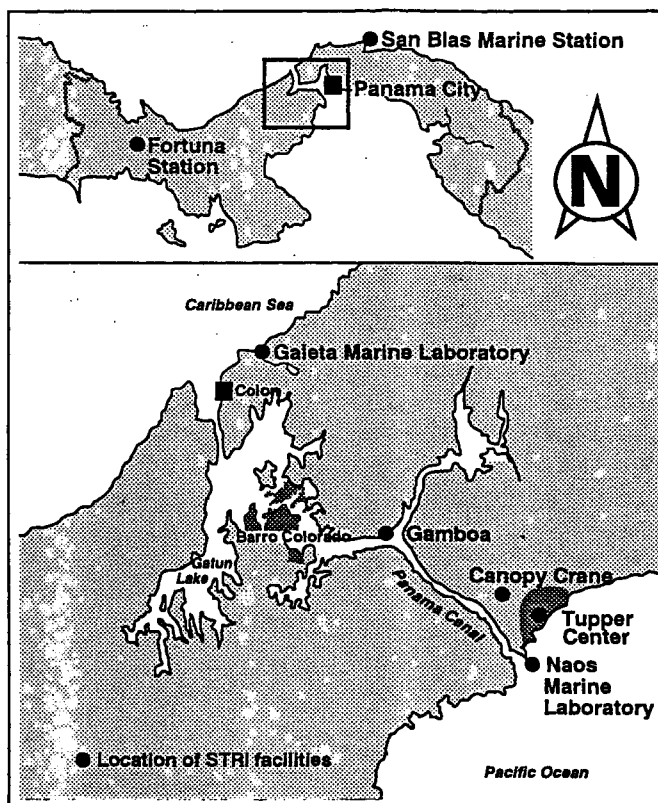 San Blas Marine Station
Panama City
Fortuna
Station
N
Caribbean Sea
Galeta Marine Laboratory
Colon
Barro Colorado
Gamboa
Gatun
Lake
Canopy Crane
Panama Canal
Tupper
Center
Naos
Marine
Laboratory
Location of STRI facilities
Pacific Ocean